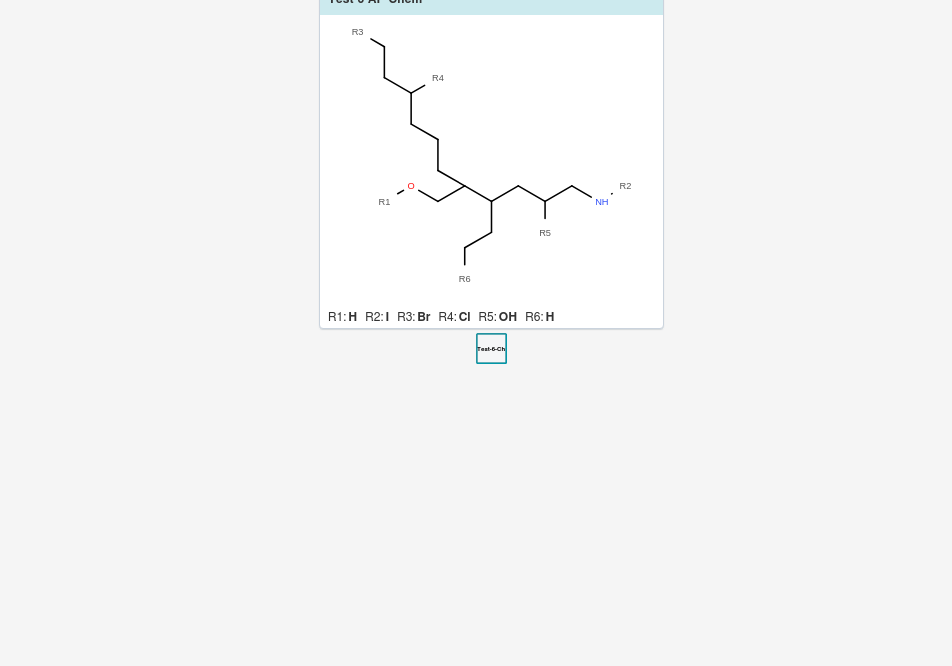 Test-6-AP-Chem
R3
R4
O
R2
R1
NH
R5
R6
R1: H R2: I R3: Br R4: Cl R5: OH R6: H
Test-6-Ch